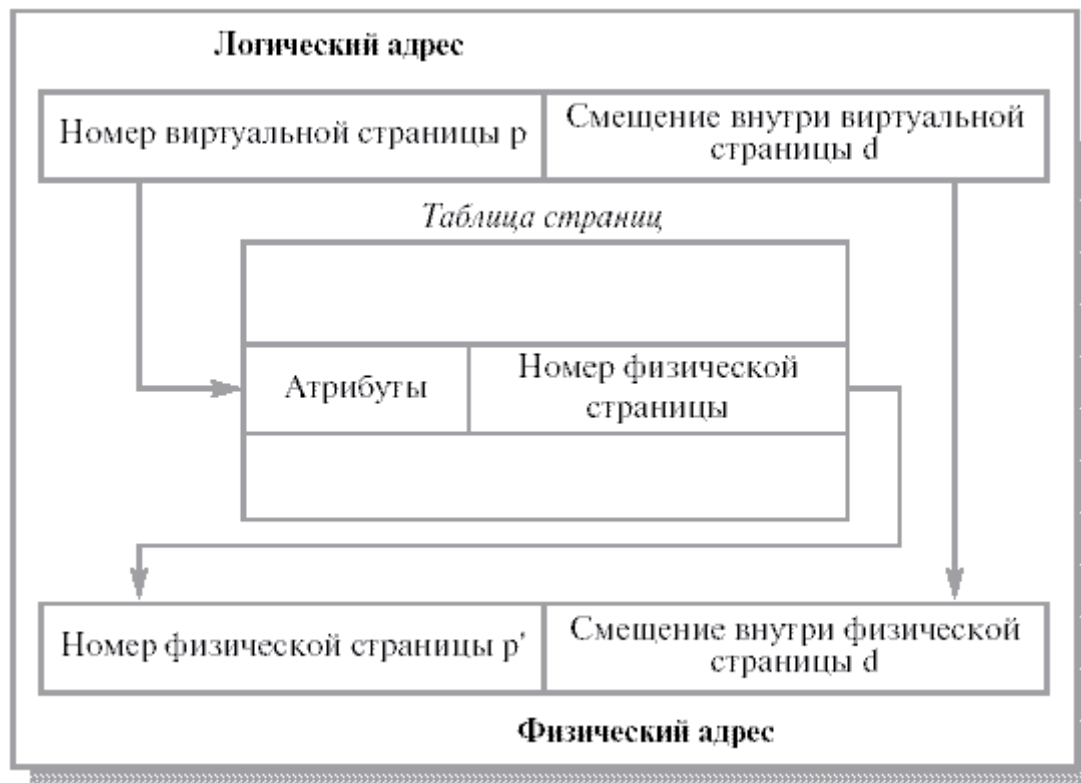 Логический адрес
Номер виртуальной страницы p
Смещение внутри виртуальной
страницы d
Таблица страниц
Атрибуты
Номер физической
страницы
Номер физической страницы p'
Смещение внутри физической
страницы d
Физический адрес